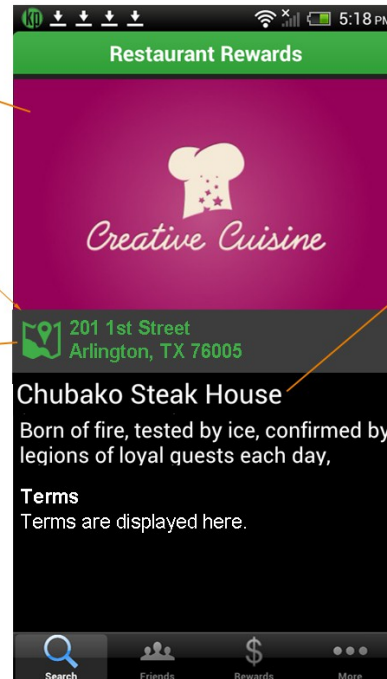 KP 5:18 PM
Restaurant Rewards
Creative Cuisine
201 1st Street
Arlington, TX 76005
Chubako Steak House
Born of fire, tested by ice, confirmed by
legions of loyal guests each day,
Terms
Terms are displayed here.
Search Friends Rewards More